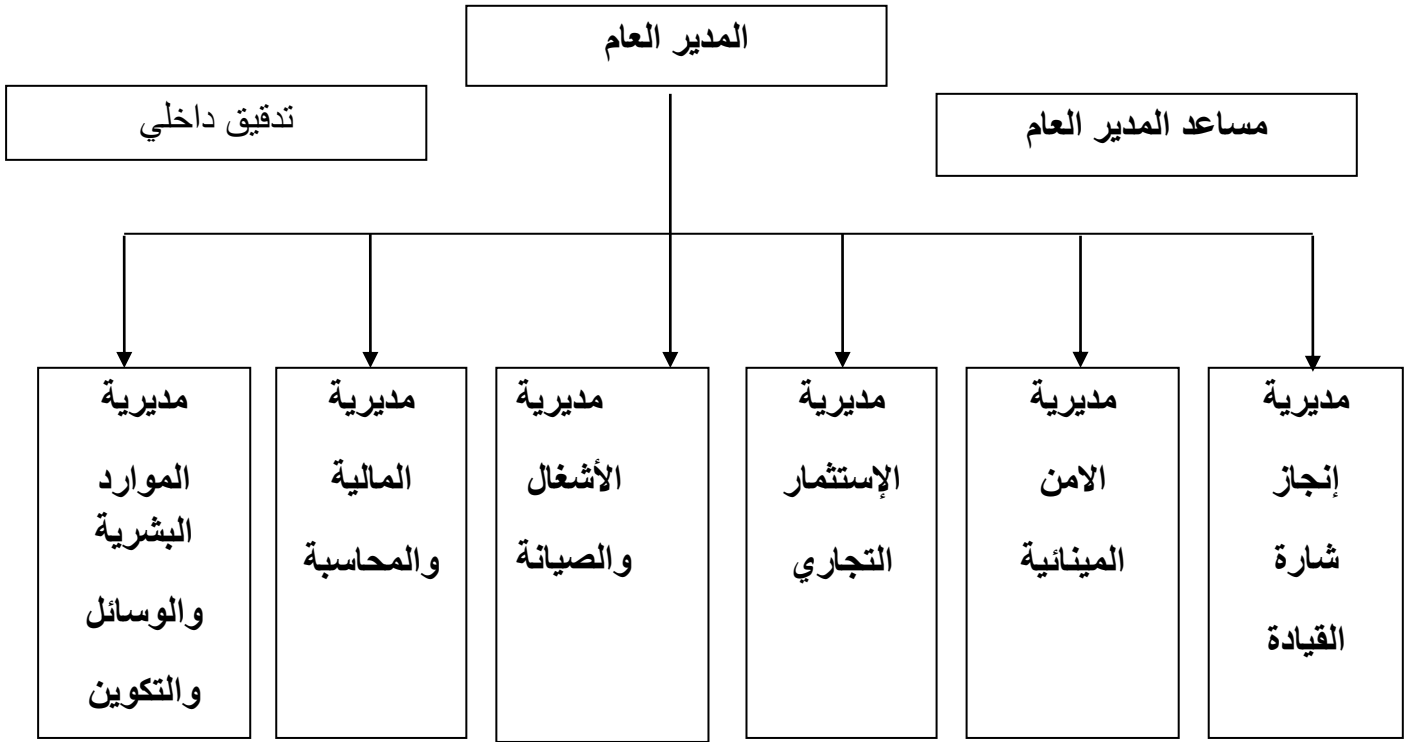 المدير العام
مساعد المدير العام
تدقيق داخلي
مديرية
إنجاز
شارة
القيادة
مديرية
الامن
المينائية
مديرية
الإستثمار
التجاري
مديرية
الأشغال
والصيانة
مديرية
المالية
والمحاسبة
مديرية
الموارد
البشرية
والوسائل
والتكوين